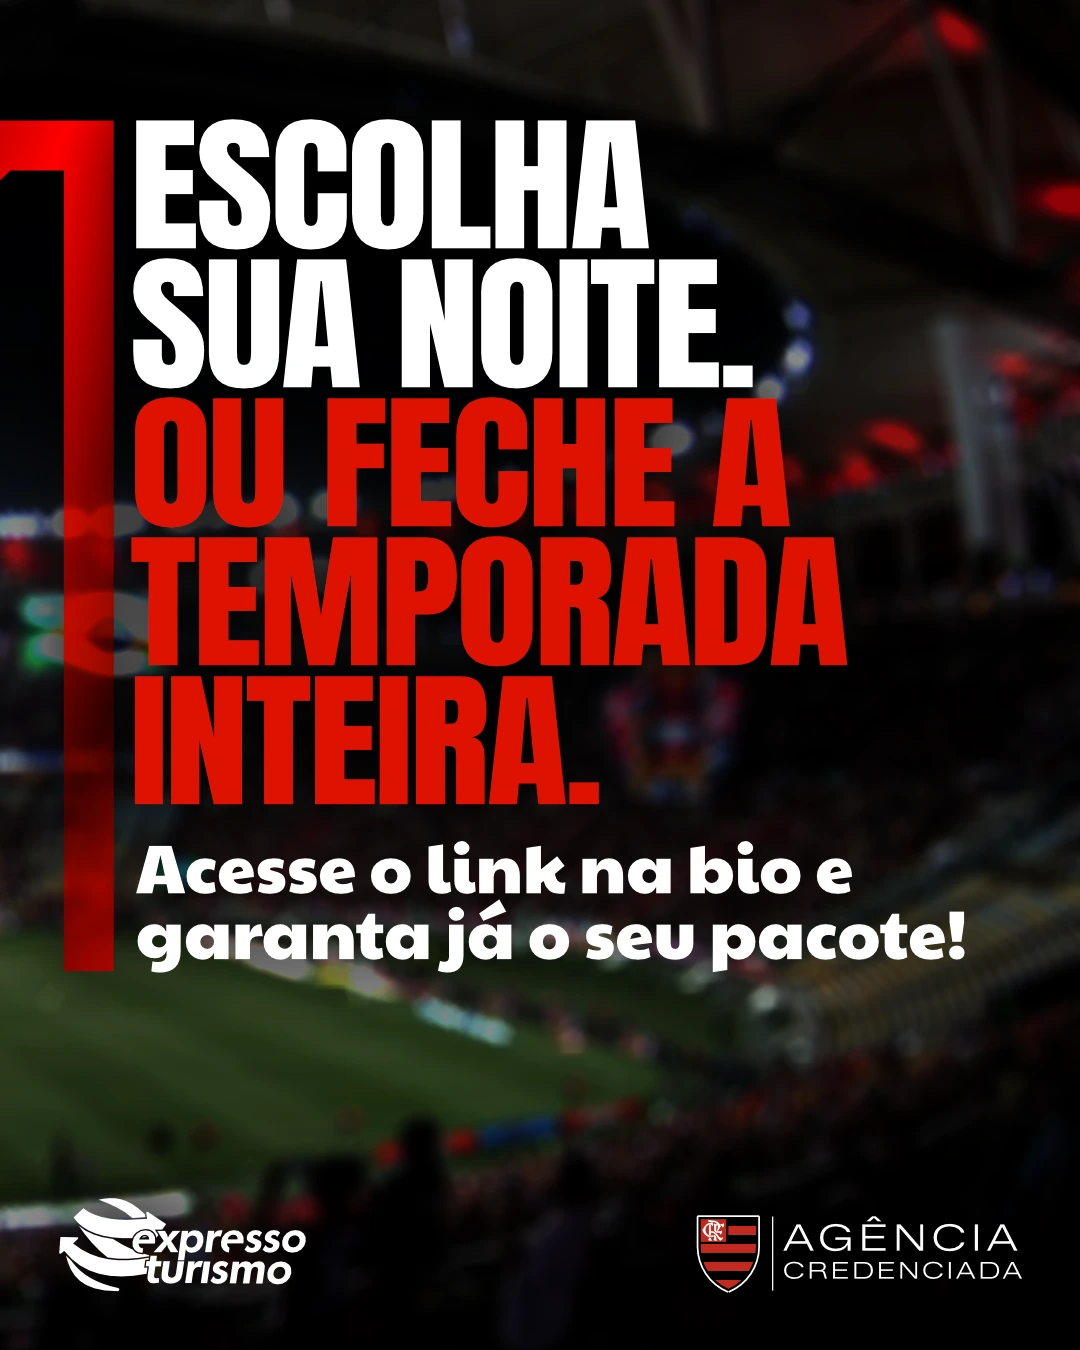 ESCOLHA
SUA NOITE.
OU FECHE A
TEMPORADA
INTEIRA.
Acesse o link na bio e
garanta já o seu pacote!
expresso
turismo
CRF
AGÊNCIA
CREDENCIADA